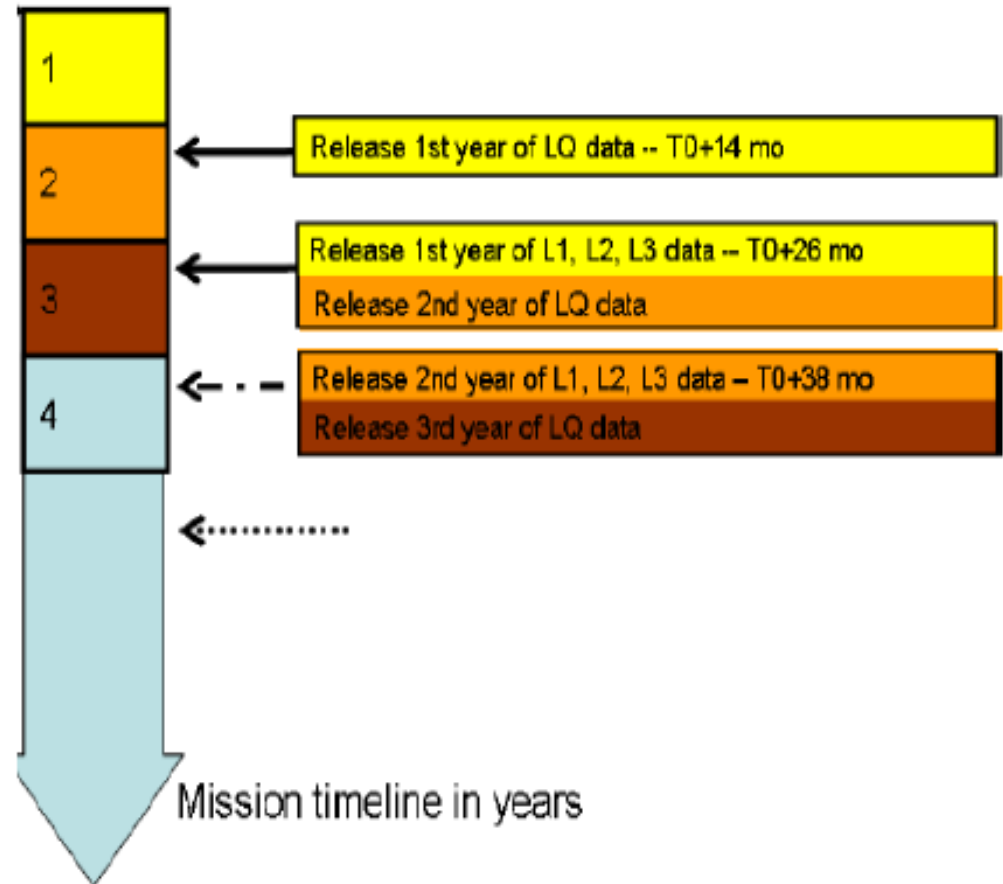 1
2
Release 1st year of LQ data -- T0+14 mo
3
Release 1st year of L1, L2, L3 data -- T0+26 mo
Release 2nd year of LQ data
4
Release 2nd year of L1, L2, L3 data – T0+38 mo
Release 3rd year of LQ data
Mission timeline in years